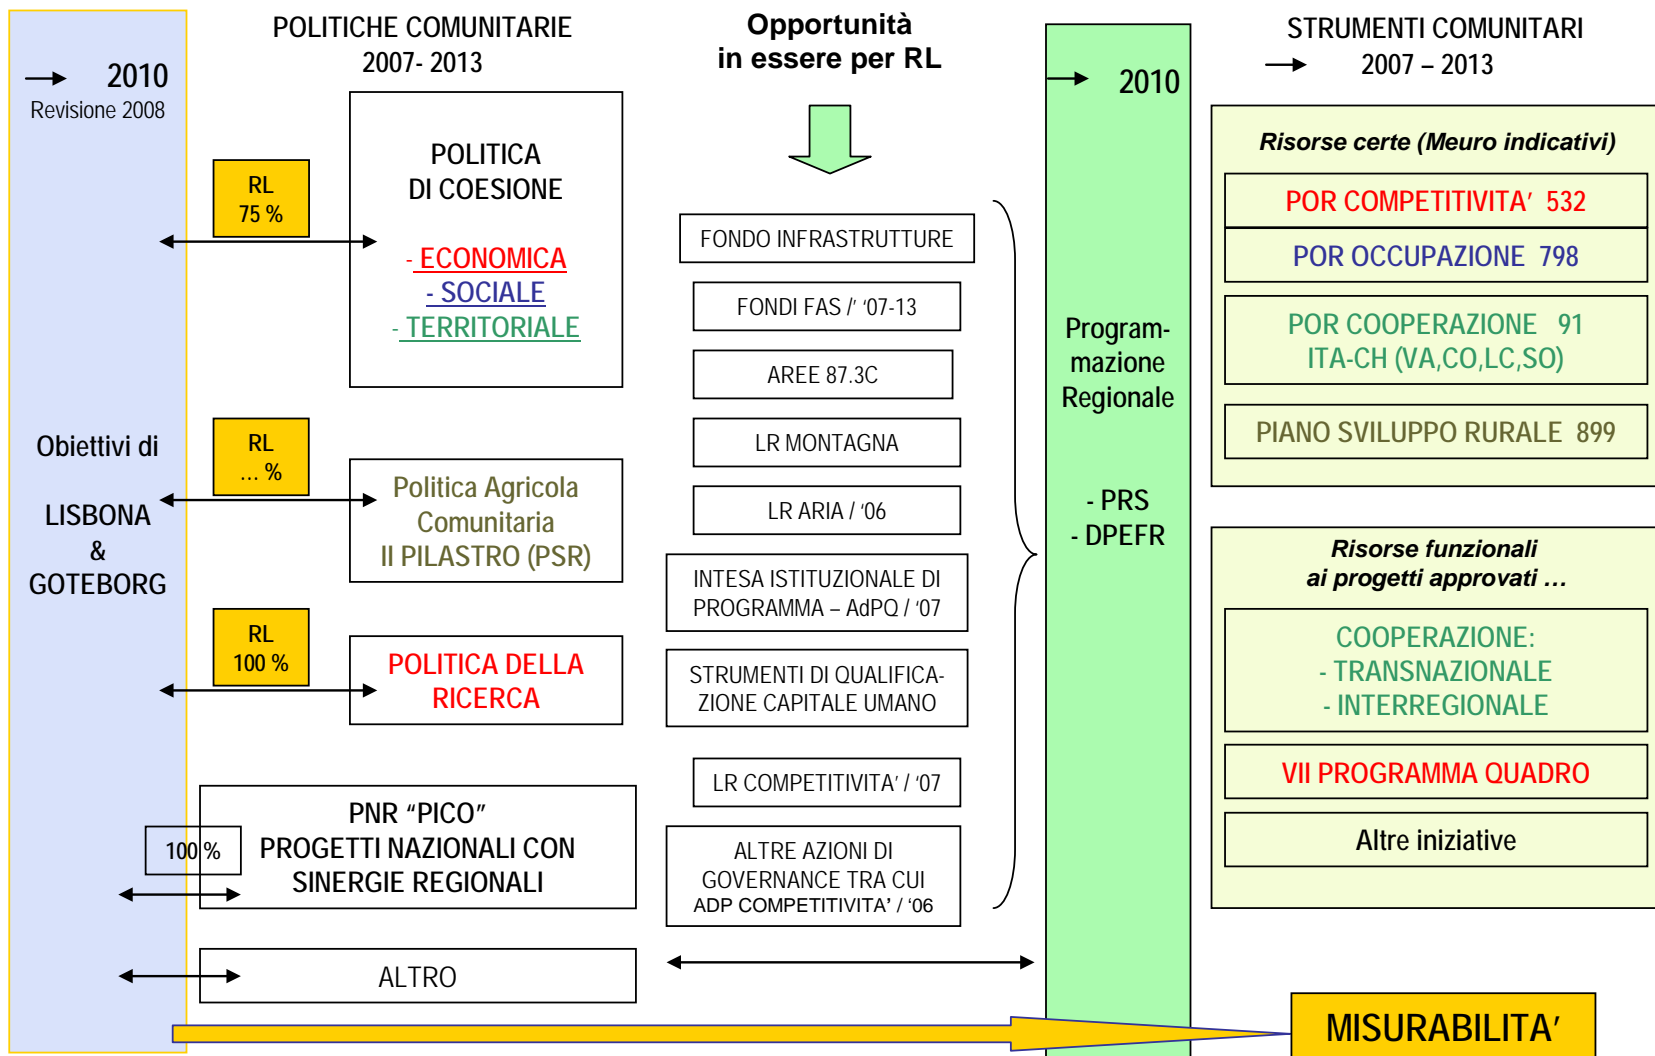 2010
Revisione 2008
Obiettivi di
LISBONA
&
GOTEBORG
POLITICHE COMUNITARIE
2007- 2013
RL
75 %
POLITICA
DI COESIONE
- ECONOMICA
- SOCIALE
- TERRITORIALE
RL
... %
Politica Agricola
Comunitaria
II PILASTRO (PSR)
RL
100 %
POLITICA DELLA
RICERCA
100 %
PNR “PICO”
PROGETTI NAZIONALI CON
SINERGIE REGIONALI
ALTRO
Opportunità
in essere per RL
FONDO INFRASTRUTTURE
FONDI FAS /’ ‘07-13
AREE 87.3C
LR MONTAGNA
LR ARIA / ‘06
INTESA ISTITUZIONALE DI
PROGRAMMA – AdPQ / ‘07
STRUMENTI DI QUALIFICA-
ZIONE CAPITALE UMANO
LR COMPETITIVITA’ / ‘07
ALTRE AZIONI DI
GOVERNANCE TRA CUI
ADP COMPETITIVITA’ / ‘06
2010
Program-
mazione
Regionale
- PRS
- DPEFR
STRUMENTI COMUNITARI
2007 – 2013
Risorse certe (Meuro indicativi)
POR COMPETITIVITA’ 532
POR OCCUPAZIONE 798
POR COOPERAZIONE 91
ITA-CH (VA,CO,LC,SO)
PIANO SVILUPPO RURALE 899
Risorse funzionali
ai progetti approvati …
COOPERAZIONE:
- TRANSNAZIONALE
- INTERREGIONALE
VII PROGRAMMA QUADRO
Altre iniziative
MISURABILITA’